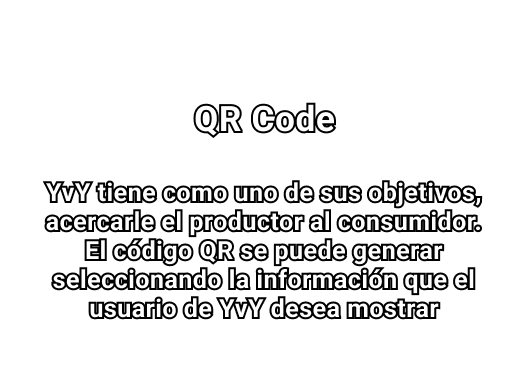 QR Code
YvY tiene como uno de sus objetivos,
acercarle el productor al consumidor.
El código QR se puede generar
seleccionando la información que el
usuario de YvY desea mostrar